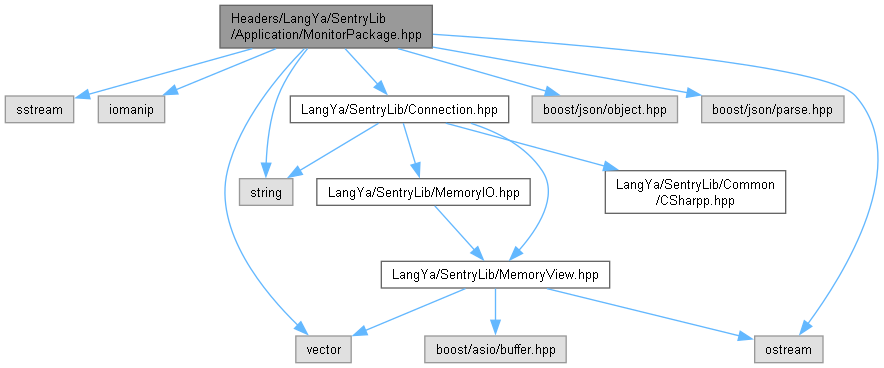 Headers/LangYa/SentryLib
/Application/MonitorPackage.hpp
sstream
iomanip
LangYa/SentryLib/Connection.hpp
boost/json/object.hpp
boost/json/parse.hpp
string
LangYa/SentryLib/MemoryIO.hpp
LangYa/SentryLib/Common
/CSharpp.hpp
LangYa/SentryLib/MemoryView.hpp
vector
boost/asio/buffer.hpp
ostream